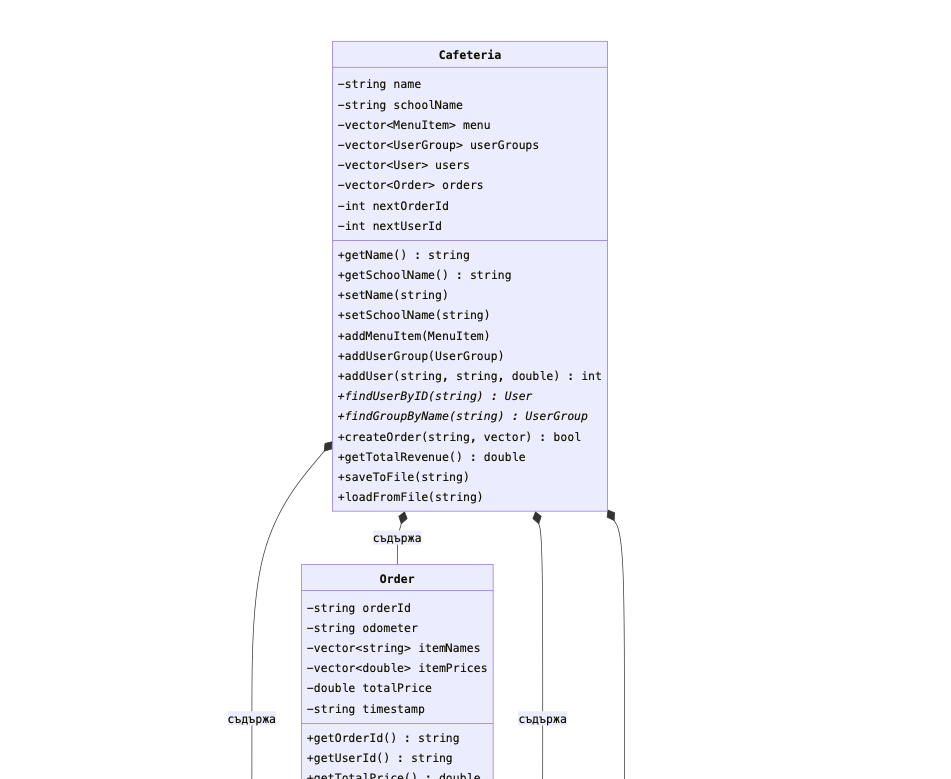 Cafeteria
-string name
-string schoolName
-vector<MenuItem> menu
-vector<UserGroup> userGroups
-vector<User> users
-vector<Order> orders
-int nextOrderId
-int nextUserId
+getName() : string
+getSchoolName() : string
+setName(string)
+setSchoolName(string)
+addMenuItem(MenuItem)
+addUserGroup(UserGroup)
+addUser(string, string, double) : int
+findUserByID(string) : User
+findGroupByName(string) : UserGroup
+createOrder(string, vector) : bool
+getTotalRevenue() : double
+saveToFile(string)
+loadFromFile(string)
съдържа
Order
-string orderId
-string odometer
-vector<string> itemNames
-vector<double> itemPrices
-double totalPrice
-string timestamp
съдържа
съдържа
+getOrderId() : string
+getUserId() : string
+getTotalPrice() : double